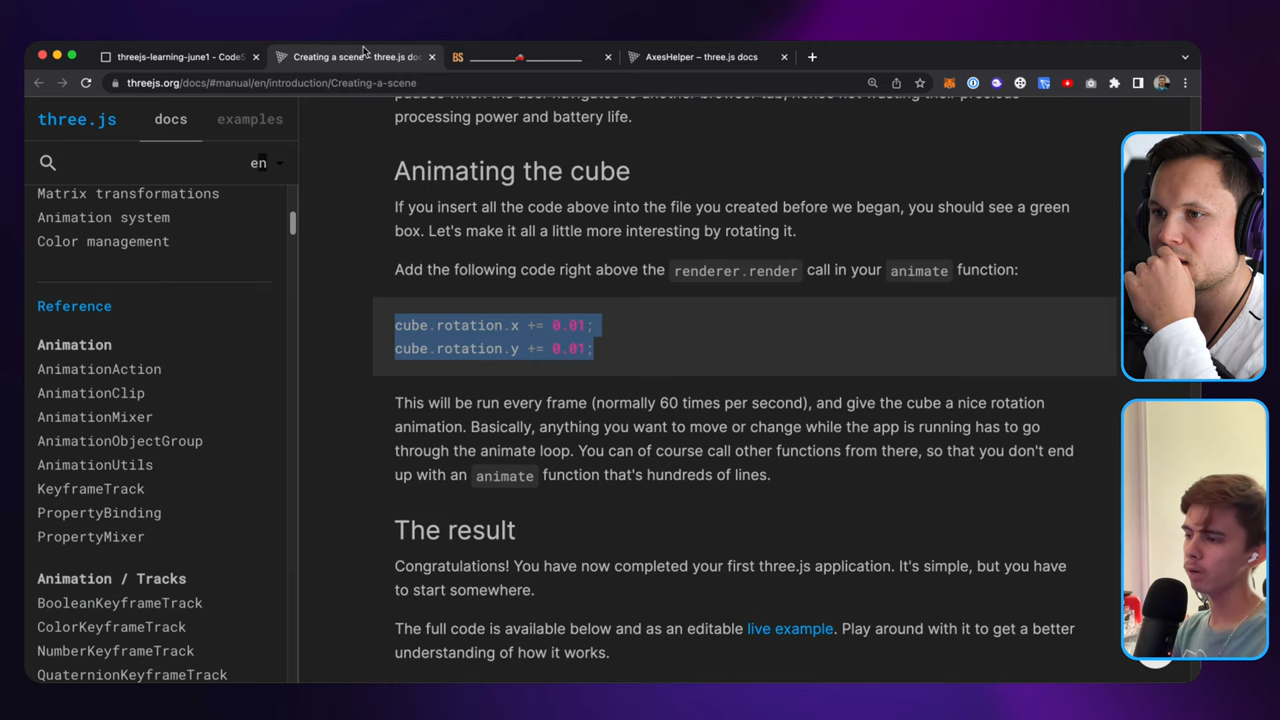 threejs-learning-june1 - CodeS
Creating a scene – three.js doc
BS
AxesHelper – three.js docs
threejs.org/docs/#manual/en/introduction/Creating-a-scene
three.js
docs
examples
en
Matrix transformations
Animation system
Color management
Reference
Animation
AnimationAction
AnimationClip
AnimationMixer
AnimationObjectGroup
AnimationUtils
KeyframeTrack
PropertyBinding
PropertyMixer
Animation / Tracks
BooleanKeyframeTrack
ColorKeyframeTrack
NumberKeyframeTrack
QuaternionKeyframeTrack
processing power and battery life.
Animating the cube
If you insert all the code above into the file you created before we began, you should see a green
box. Let's make it all a little more interesting by rotating it.
Add the following code right above the renderer.render call in your animate function:
cube.rotation.x += 0.01;
cube.rotation.y += 0.01;
This will be run every frame (normally 60 times per second), and give the cube a nice rotation
animation. Basically, anything you want to move or change while the app is running has to go
through the animate loop. You can of course call other functions from there, so that you don't end
up with an animate function that's hundreds of lines.
The result
Congratulations! You have now completed your first three.js application. It's simple, but you have
to start somewhere.
The full code is available below and as an editable live example. Play around with it to get a better
understanding of how it works.